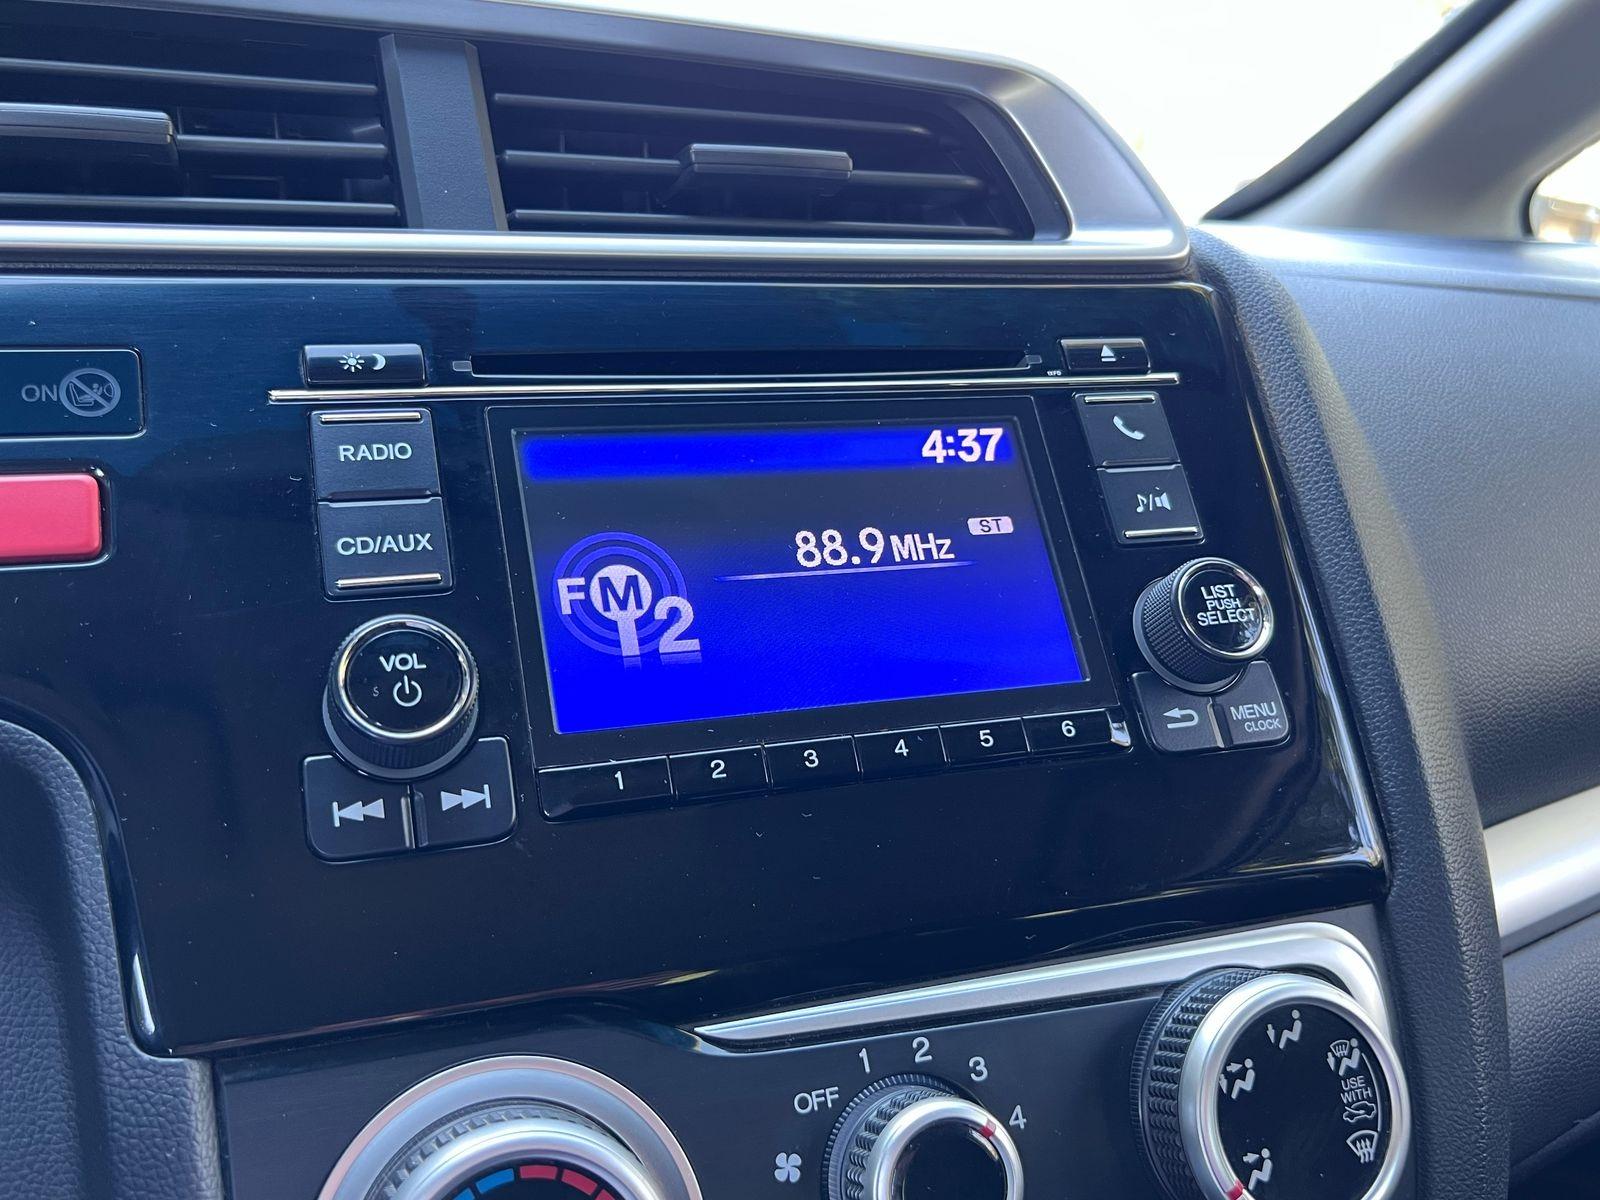 ON
RADIO
CD/AUX
VOL
4:37
88.9 MHz
ST
FM
2
LIST
PUSH
SELECT
MENU
CLOCK
1 2 3 4 5 6
OFF 1 2 3 4
USE
WITH